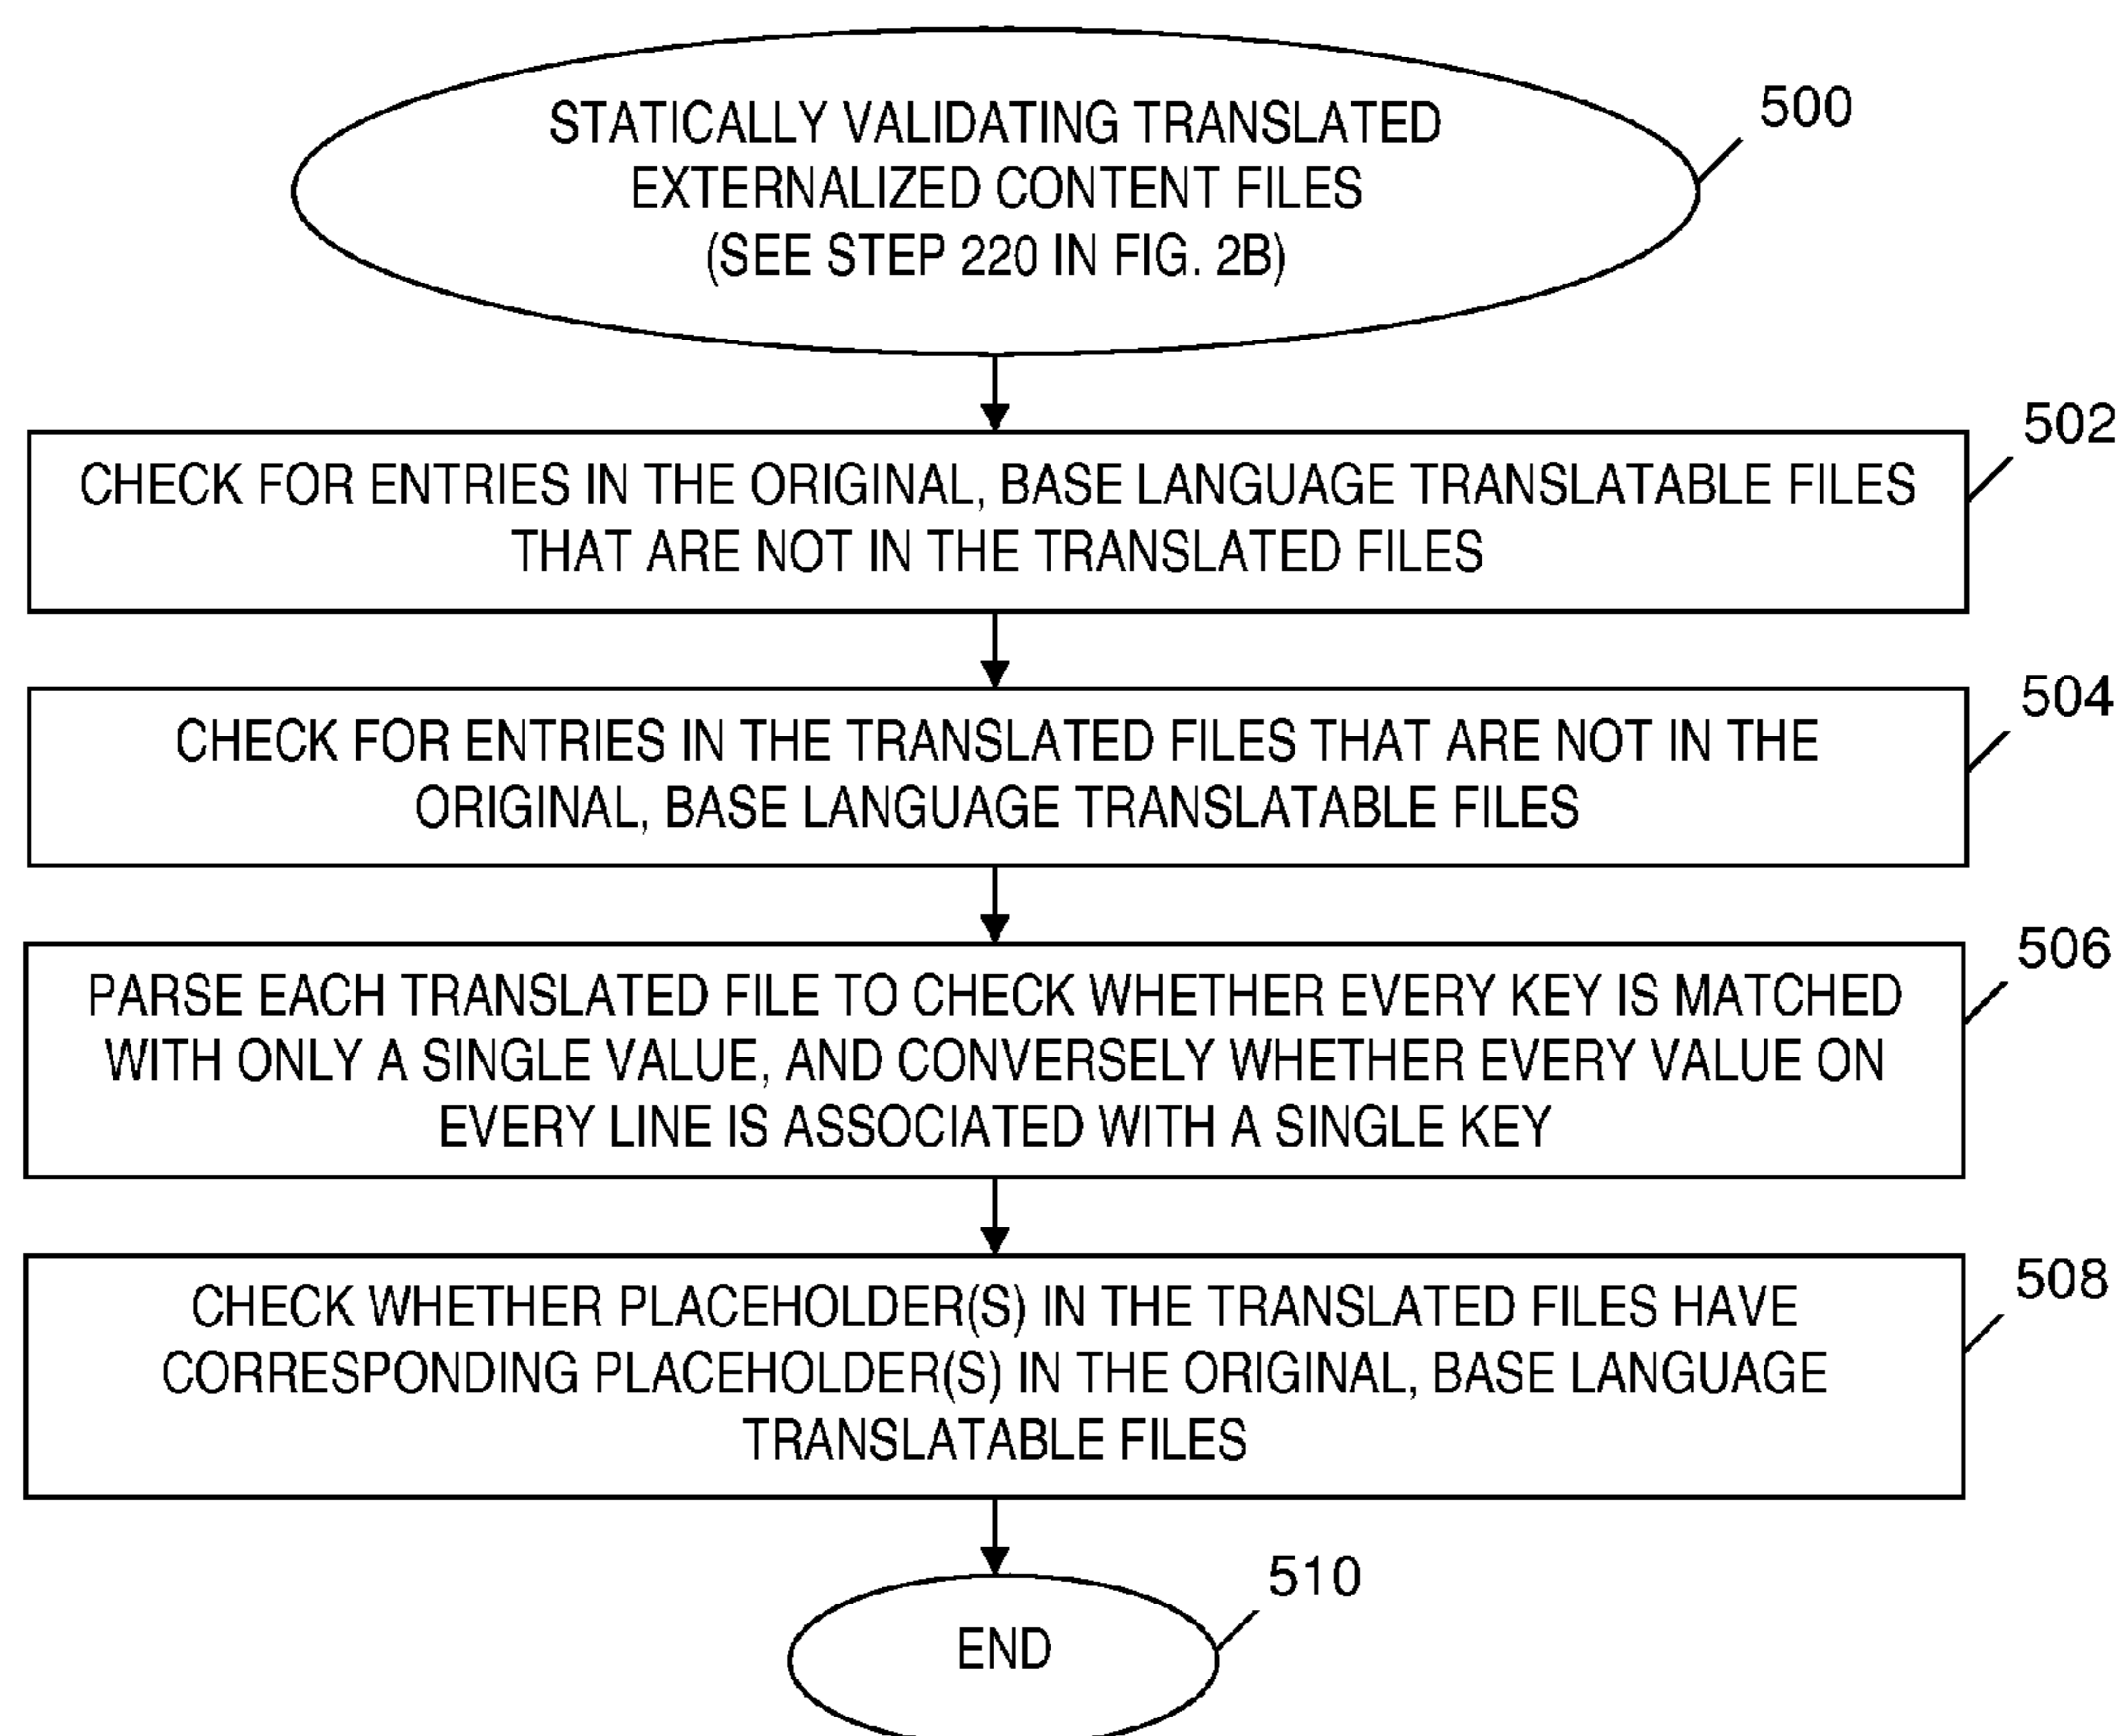 STATICALLY VALIDATING TRANSLATED
EXTERNALIZED CONTENT FILES
(SEE STEP 220 IN FIG. 2B)
500
502
CHECK FOR ENTRIES IN THE ORIGINAL, BASE LANGUAGE TRANSLATABLE FILES
THAT ARE NOT IN THE TRANSLATED FILES
504
CHECK FOR ENTRIES IN THE TRANSLATED FILES THAT ARE NOT IN THE
ORIGINAL, BASE LANGUAGE TRANSLATABLE FILES
506
PARSE EACH TRANSLATED FILE TO CHECK WHETHER EVERY KEY IS MATCHED
WITH ONLY A SINGLE VALUE, AND CONVERSELY WHETHER EVERY VALUE ON
EVERY LINE IS ASSOCIATED WITH A SINGLE KEY
508
CHECK WHETHER PLACEHOLDER(S) IN THE TRANSLATED FILES HAVE
CORRESPONDING PLACEHOLDER(S) IN THE ORIGINAL, BASE LANGUAGE
TRANSLATABLE FILES
510
END